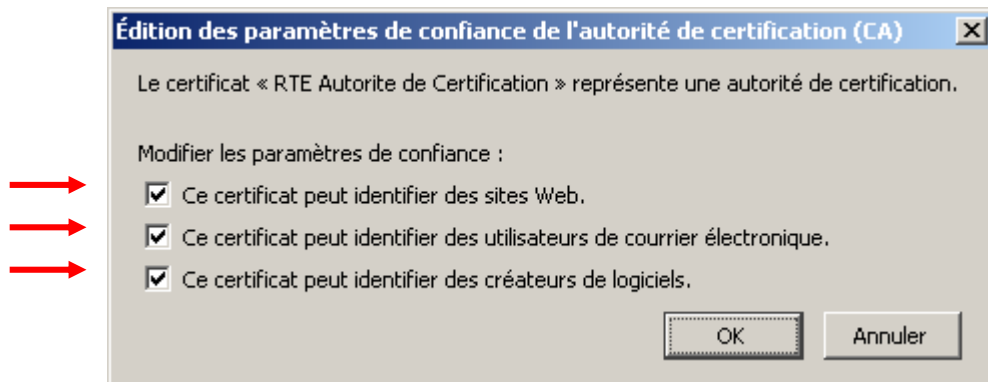 Édition des paramètres de confiance de l'autorité de certification (CA)
Le certificat « RTE Autorite de Certification » représente une autorité de certification.
Modifier les paramètres de confiance :
Ce certificat peut identifier des sites Web.
Ce certificat peut identifier des utilisateurs de courrier électronique.
Ce certificat peut identifier des créateurs de logiciels.
OK Annuler